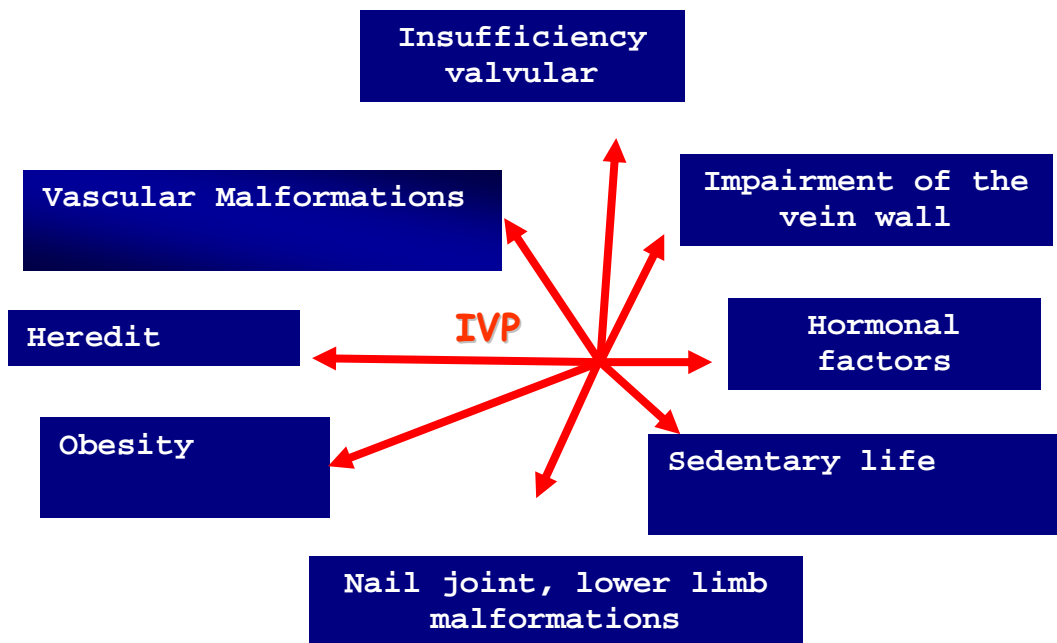 Insufficiency
valvular
Vascular Malformations
Impairment of the
vein wall
Heredit
IVP
Hormonal
factors
Obesity
Sedentary life
Nail joint, lower limb
malformations